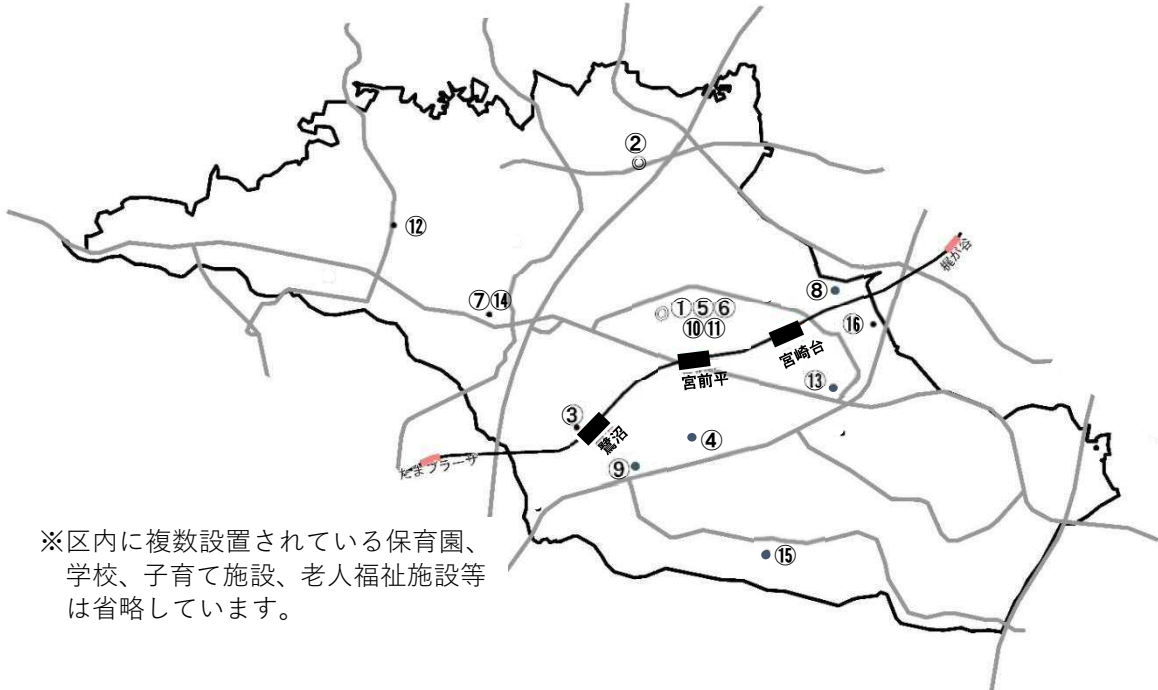 ②
⑫
梶が谷
⑧
⑦⑭
①⑤⑥
⑩⑪
⑯
宮崎台
宮前平
⑬
③
鷺沼
④
たまプラーザ
⑨
⑮
※区内に複数設置されている保育園、
学校、子育て施設、老人福祉施設等
は省略しています。